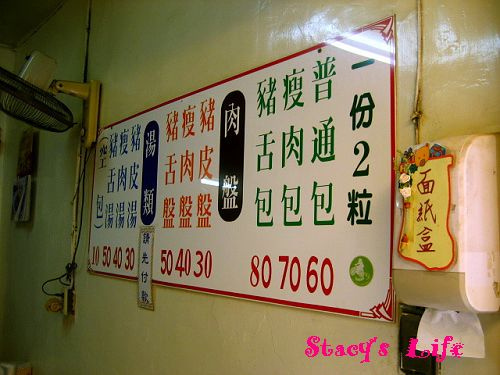 一份2粒
普通包 60
瘦肉包 70
豬舌包 80
肉盤
豬皮盤 30
瘦肉盤 40
豬舌盤 50
湯類
請先付款
豬皮湯 30
瘦肉湯 40
豬舌湯 50
(空包) 10
面紙盒
Stacy's Life